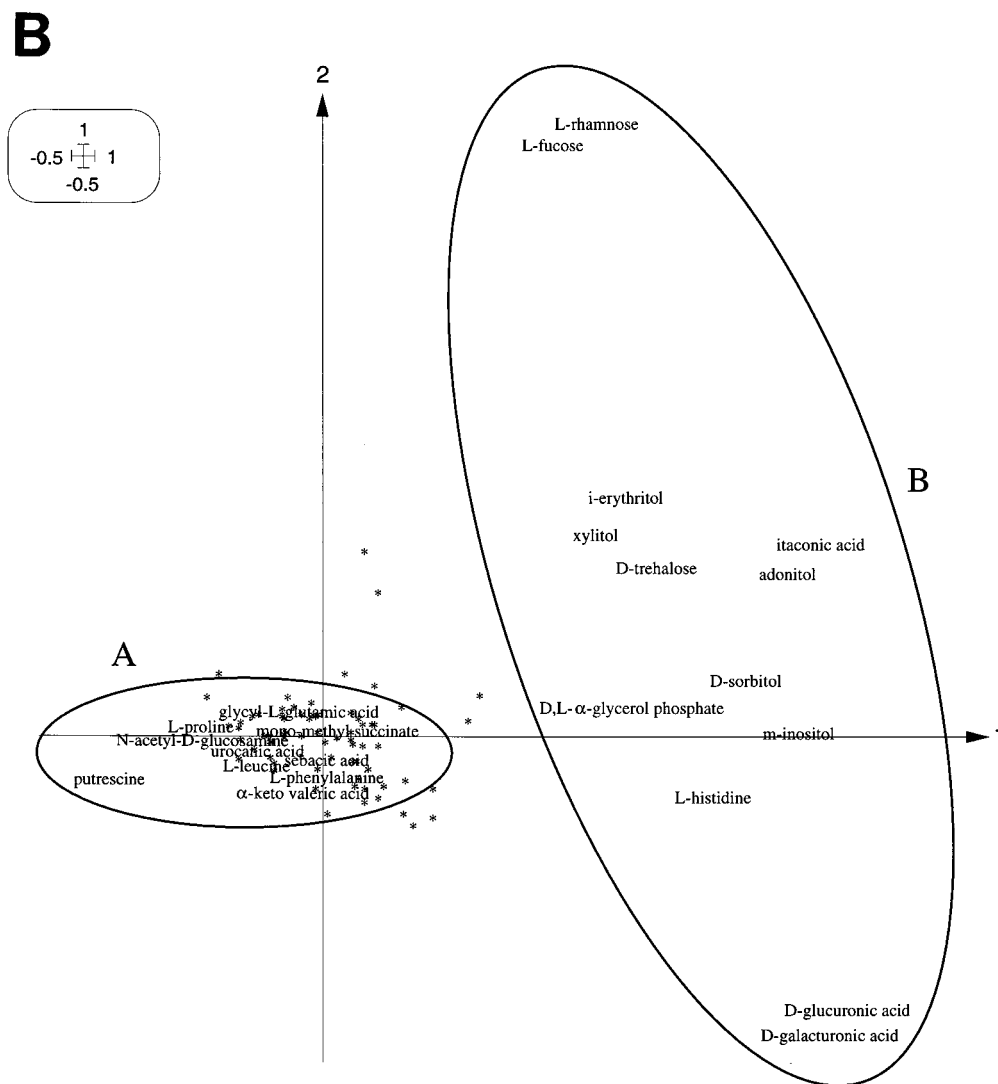 B
2
1
-0.5 1
-0.5
L-rhamnose
L-fucose
B
i-erythritol
xylitol
itaconic acid
D-trehalose
adonitol
A
D-sorbitol
glycyl-L-glutamic acid
D,L-α-glycerol phosphate
L-proline
mono-methyl succinate
m-inositol
N-acetyl-D-glucosamine
urocanic acid
sebacic acid
L-leucine
L-phenylalanine
putrescine
α-keto valeric acid
L-histidine
D-glucuronic acid
D-galacturonic acid